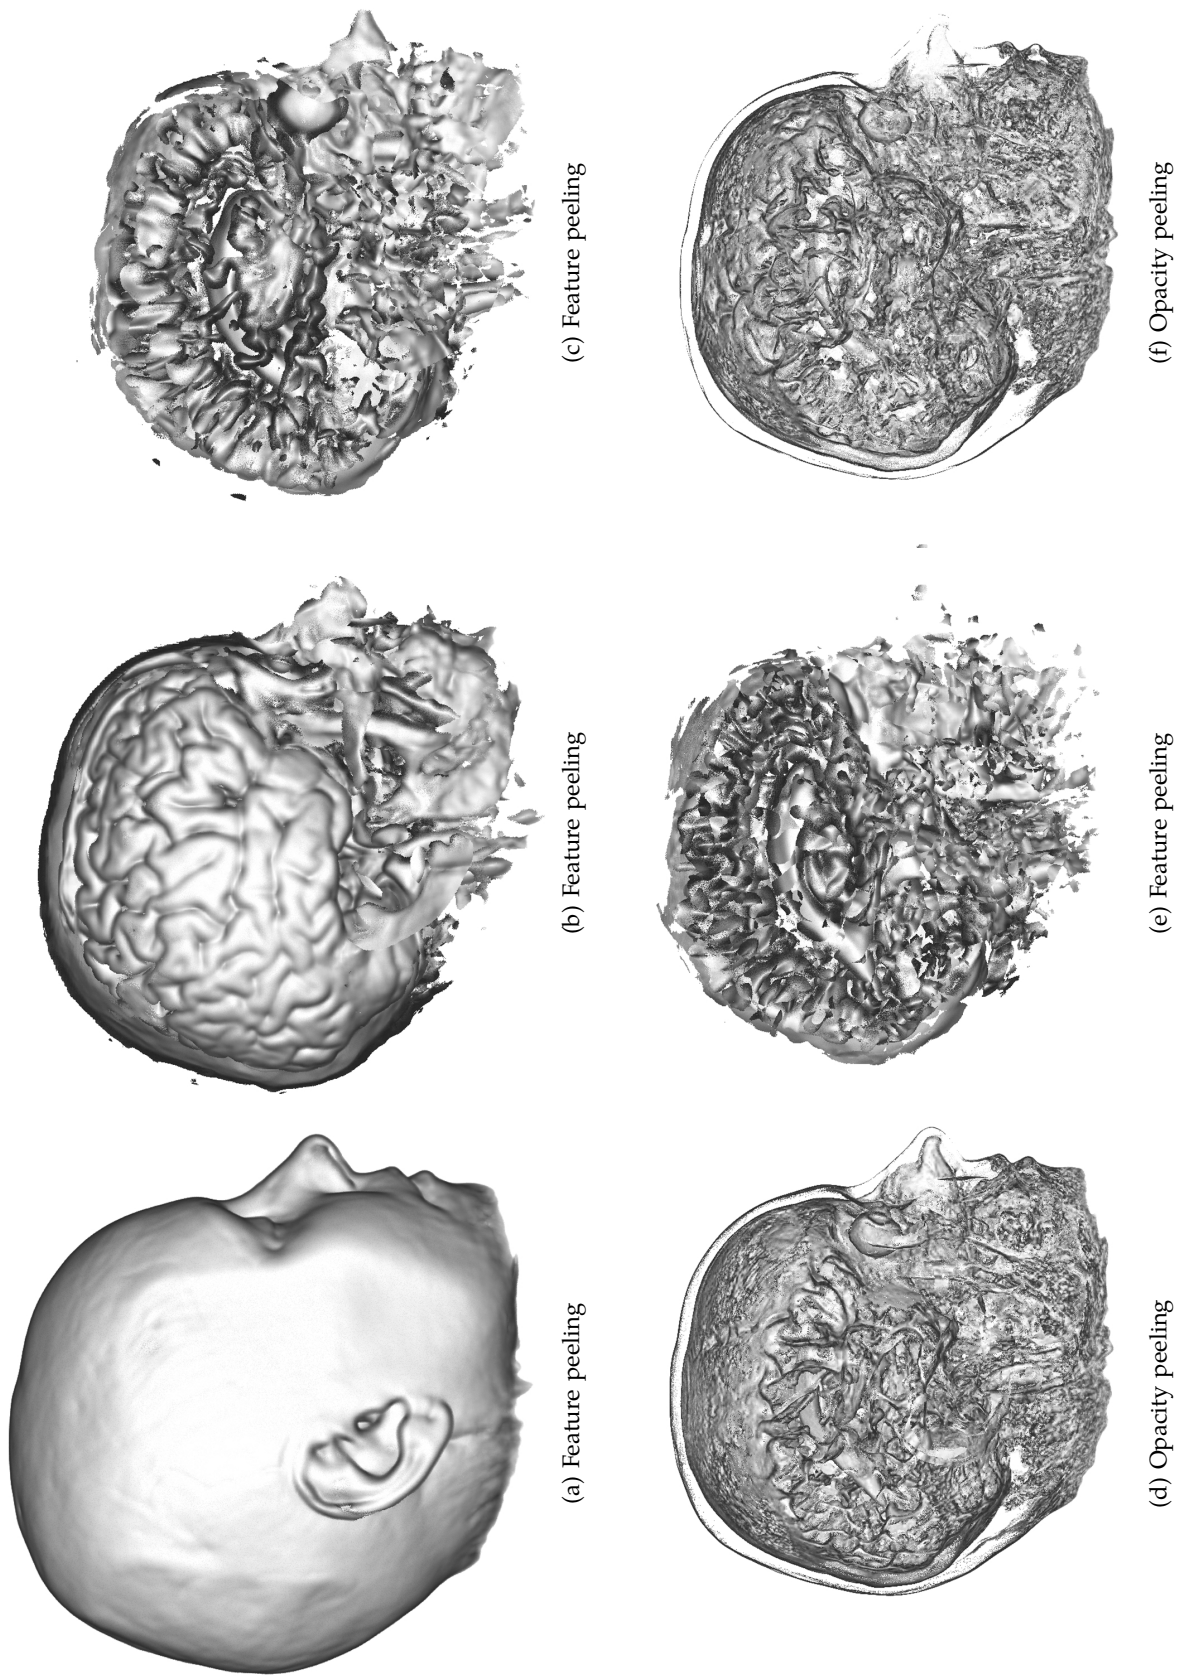 (a) Feature peeling
(b) Feature peeling
(c) Feature peeling
(d) Opacity peeling
(e) Feature peeling
(f) Opacity peeling